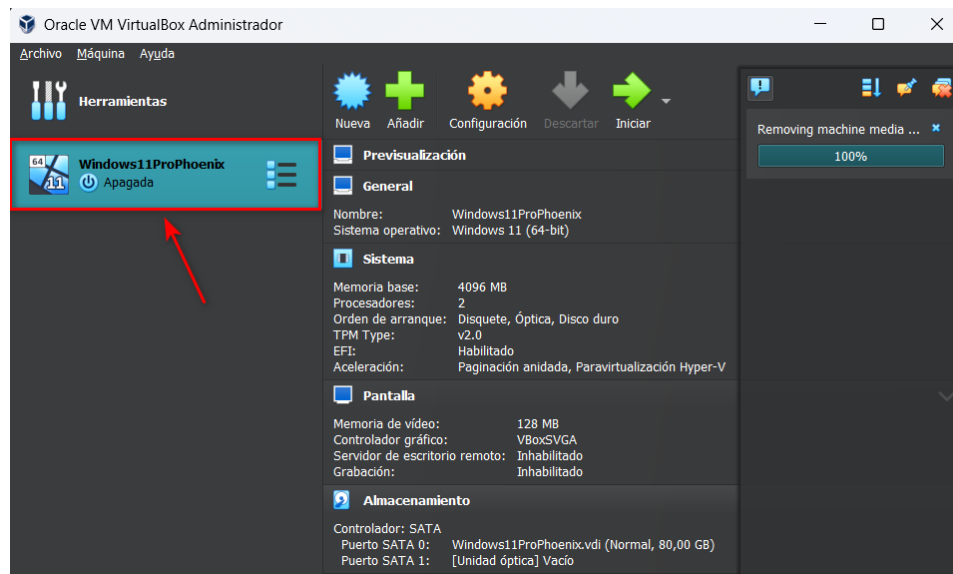 Oracle VM VirtualBox Administrador
Archivo Máquina Ayuda
Herramientas
Nueva Añadir Configuración Descartar Iniciar
64
11
Windows11ProPhoenix
Apagada
Previsualización
General
Nombre: Windows11ProPhoenix
Sistema operativo: Windows 11 (64-bit)
Sistema
Memoria base: 4096 MB
Procesadores: 2
Orden de arranque: Disquete, Óptica, Disco duro
TPM Type: v2.0
EFI: Habilitado
Aceleración: Paginación anidada, Paravirtualización Hyper-V
Pantalla
Memoria de vídeo: 128 MB
Controlador gráfico: VBoxSVGA
Servidor de escritorio remoto: Inhabilitado
Grabación: Inhabilitado
Almacenamiento
Controlador: SATA
Puerto SATA 0: Windows11ProPhoenix.vdi (Normal, 80,00 GB)
Puerto SATA 1: [Unidad óptica] Vacío
Removing machine media ...
100%